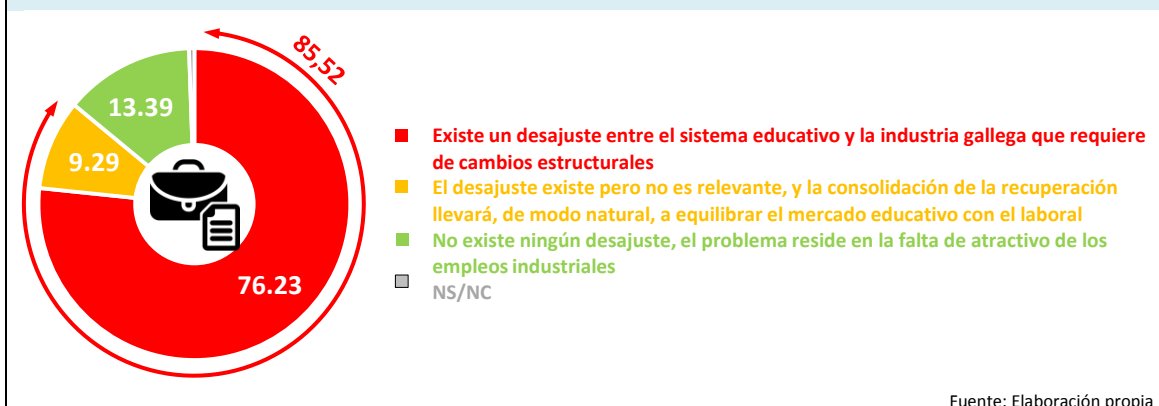 85,52
13.39
9.29
76.23
Existe un desajuste entre el sistema educativo y la industria gallega que requiere
de cambios estructurales
El desajuste existe pero no es relevante, y la consolidación de la recuperación
llevará, de modo natural, a equilibrar el mercado educativo con el laboral
No existe ningún desajuste, el problema reside en la falta de atractivo de los
empleos industriales
NS/NC
Fuente: Elaboración propia